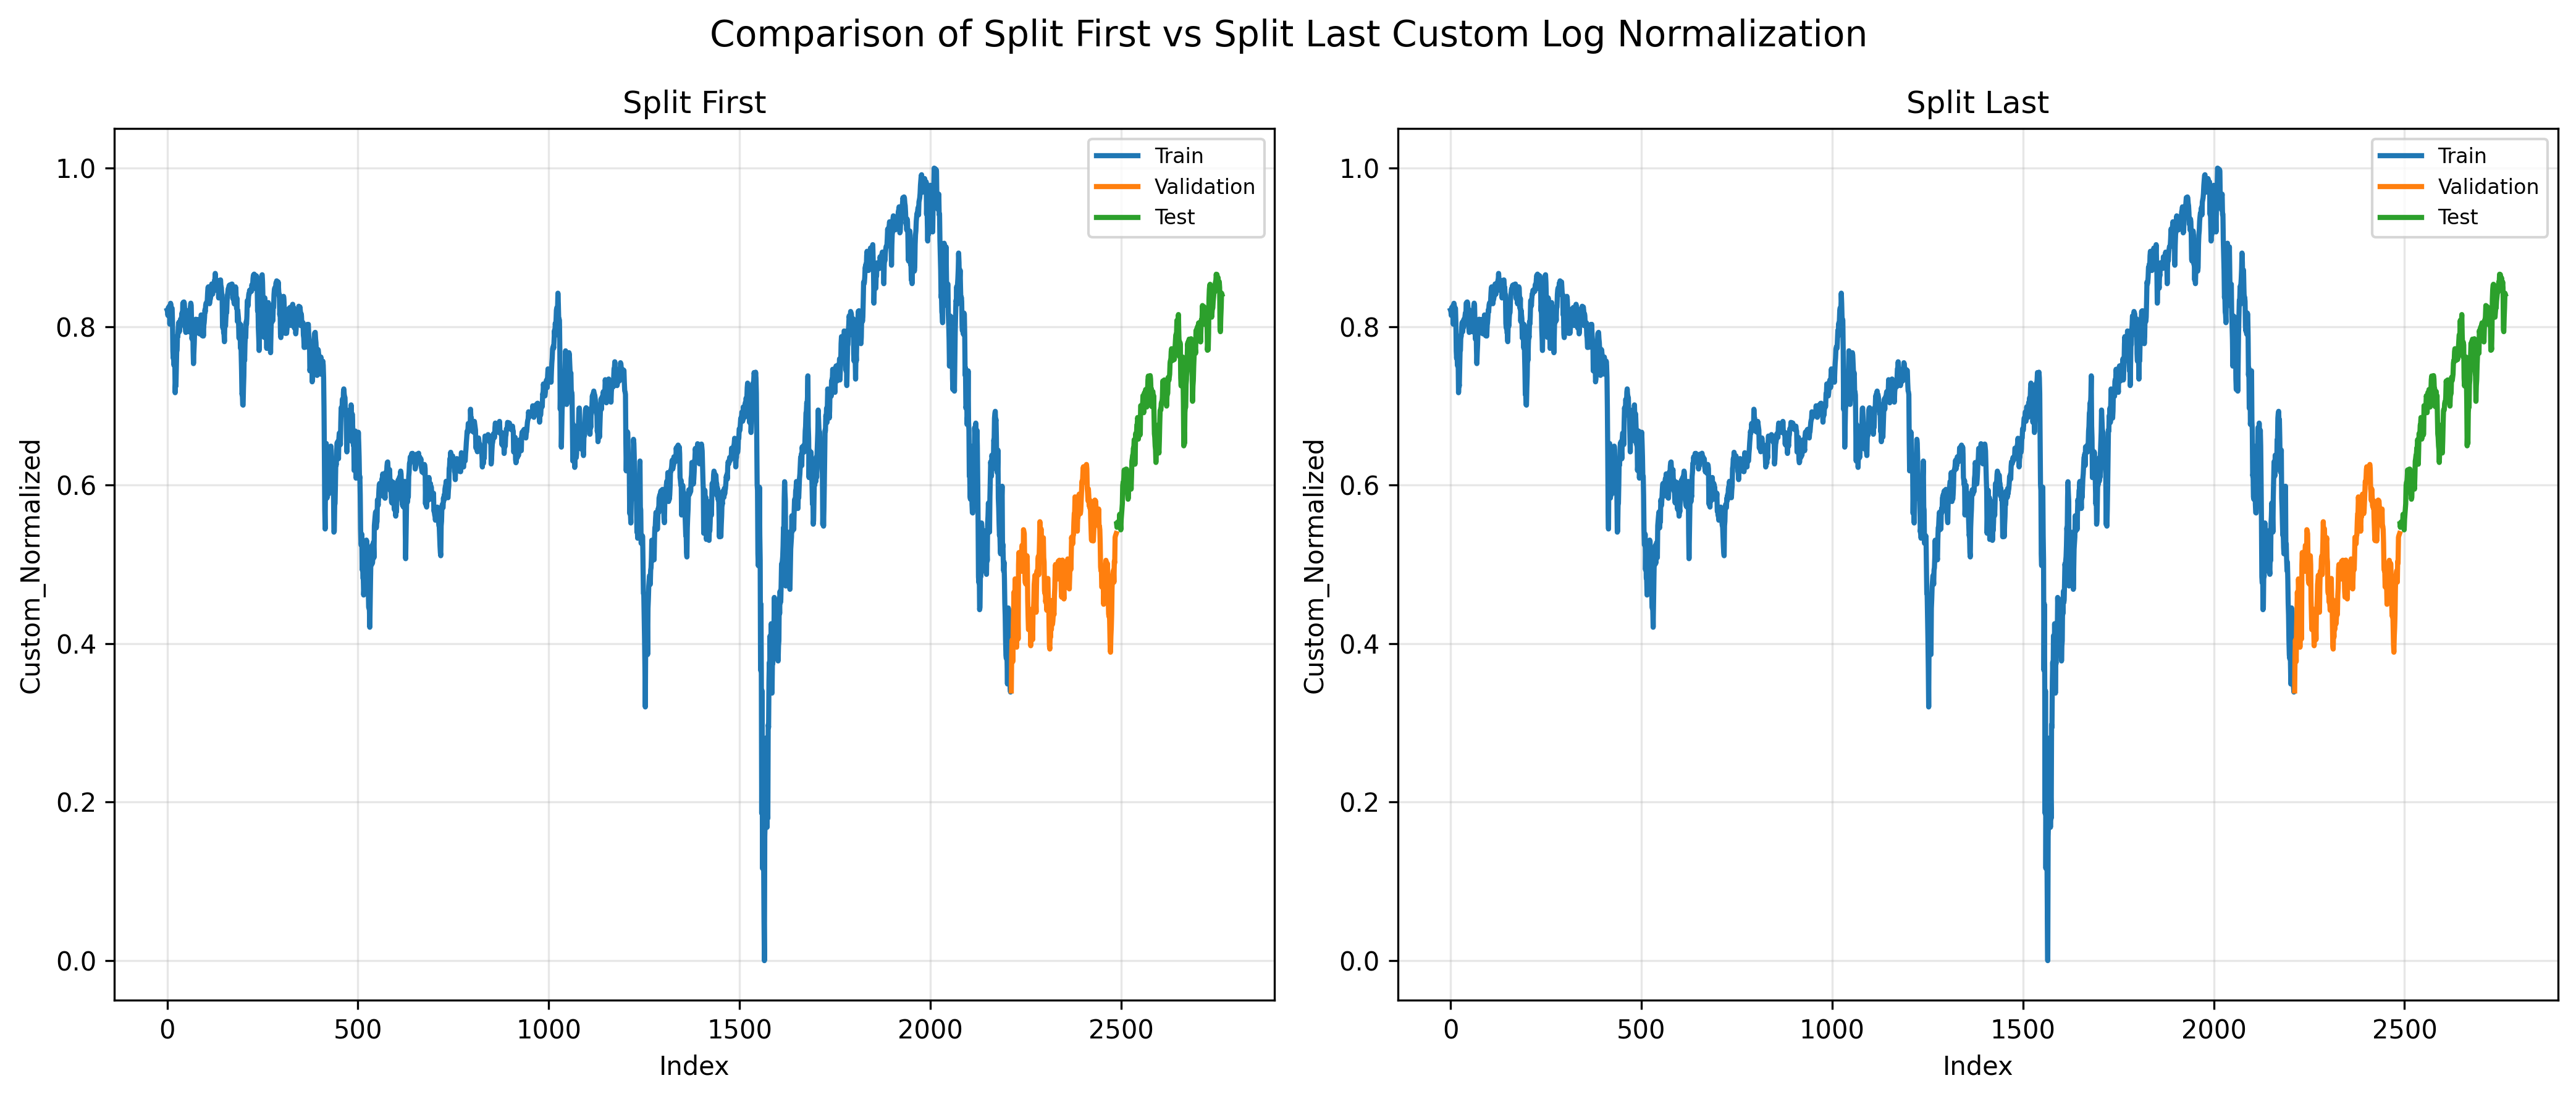 Comparison of Split First vs Split Last Custom Log Normalization
Split First
Custom_Normalized
1.0
0.8
0.6
0.4
0.2
0.0
0 500 1000 1500 2000 2500
Index
Train
Validation
Test
Split Last
Custom_Normalized
1.0
0.8
0.6
0.4
0.2
0.0
0 500 1000 1500 2000 2500
Index
Train
Validation
Test